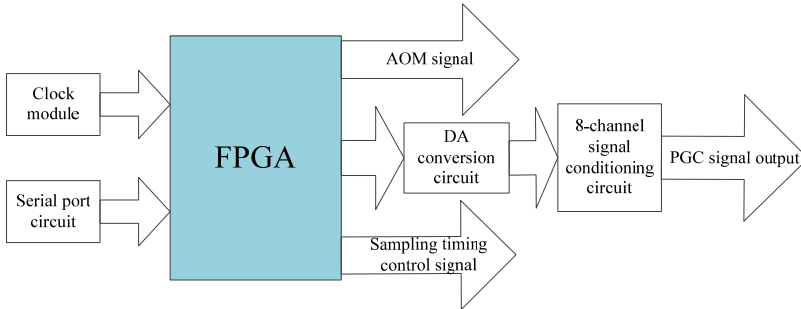 Clock
module
Serial port
circuit
FPGA
AOM signal
DA
conversion
circuit
8-channel
signal
conditioning
circuit
PGC signal output
Sampling timing
control signal